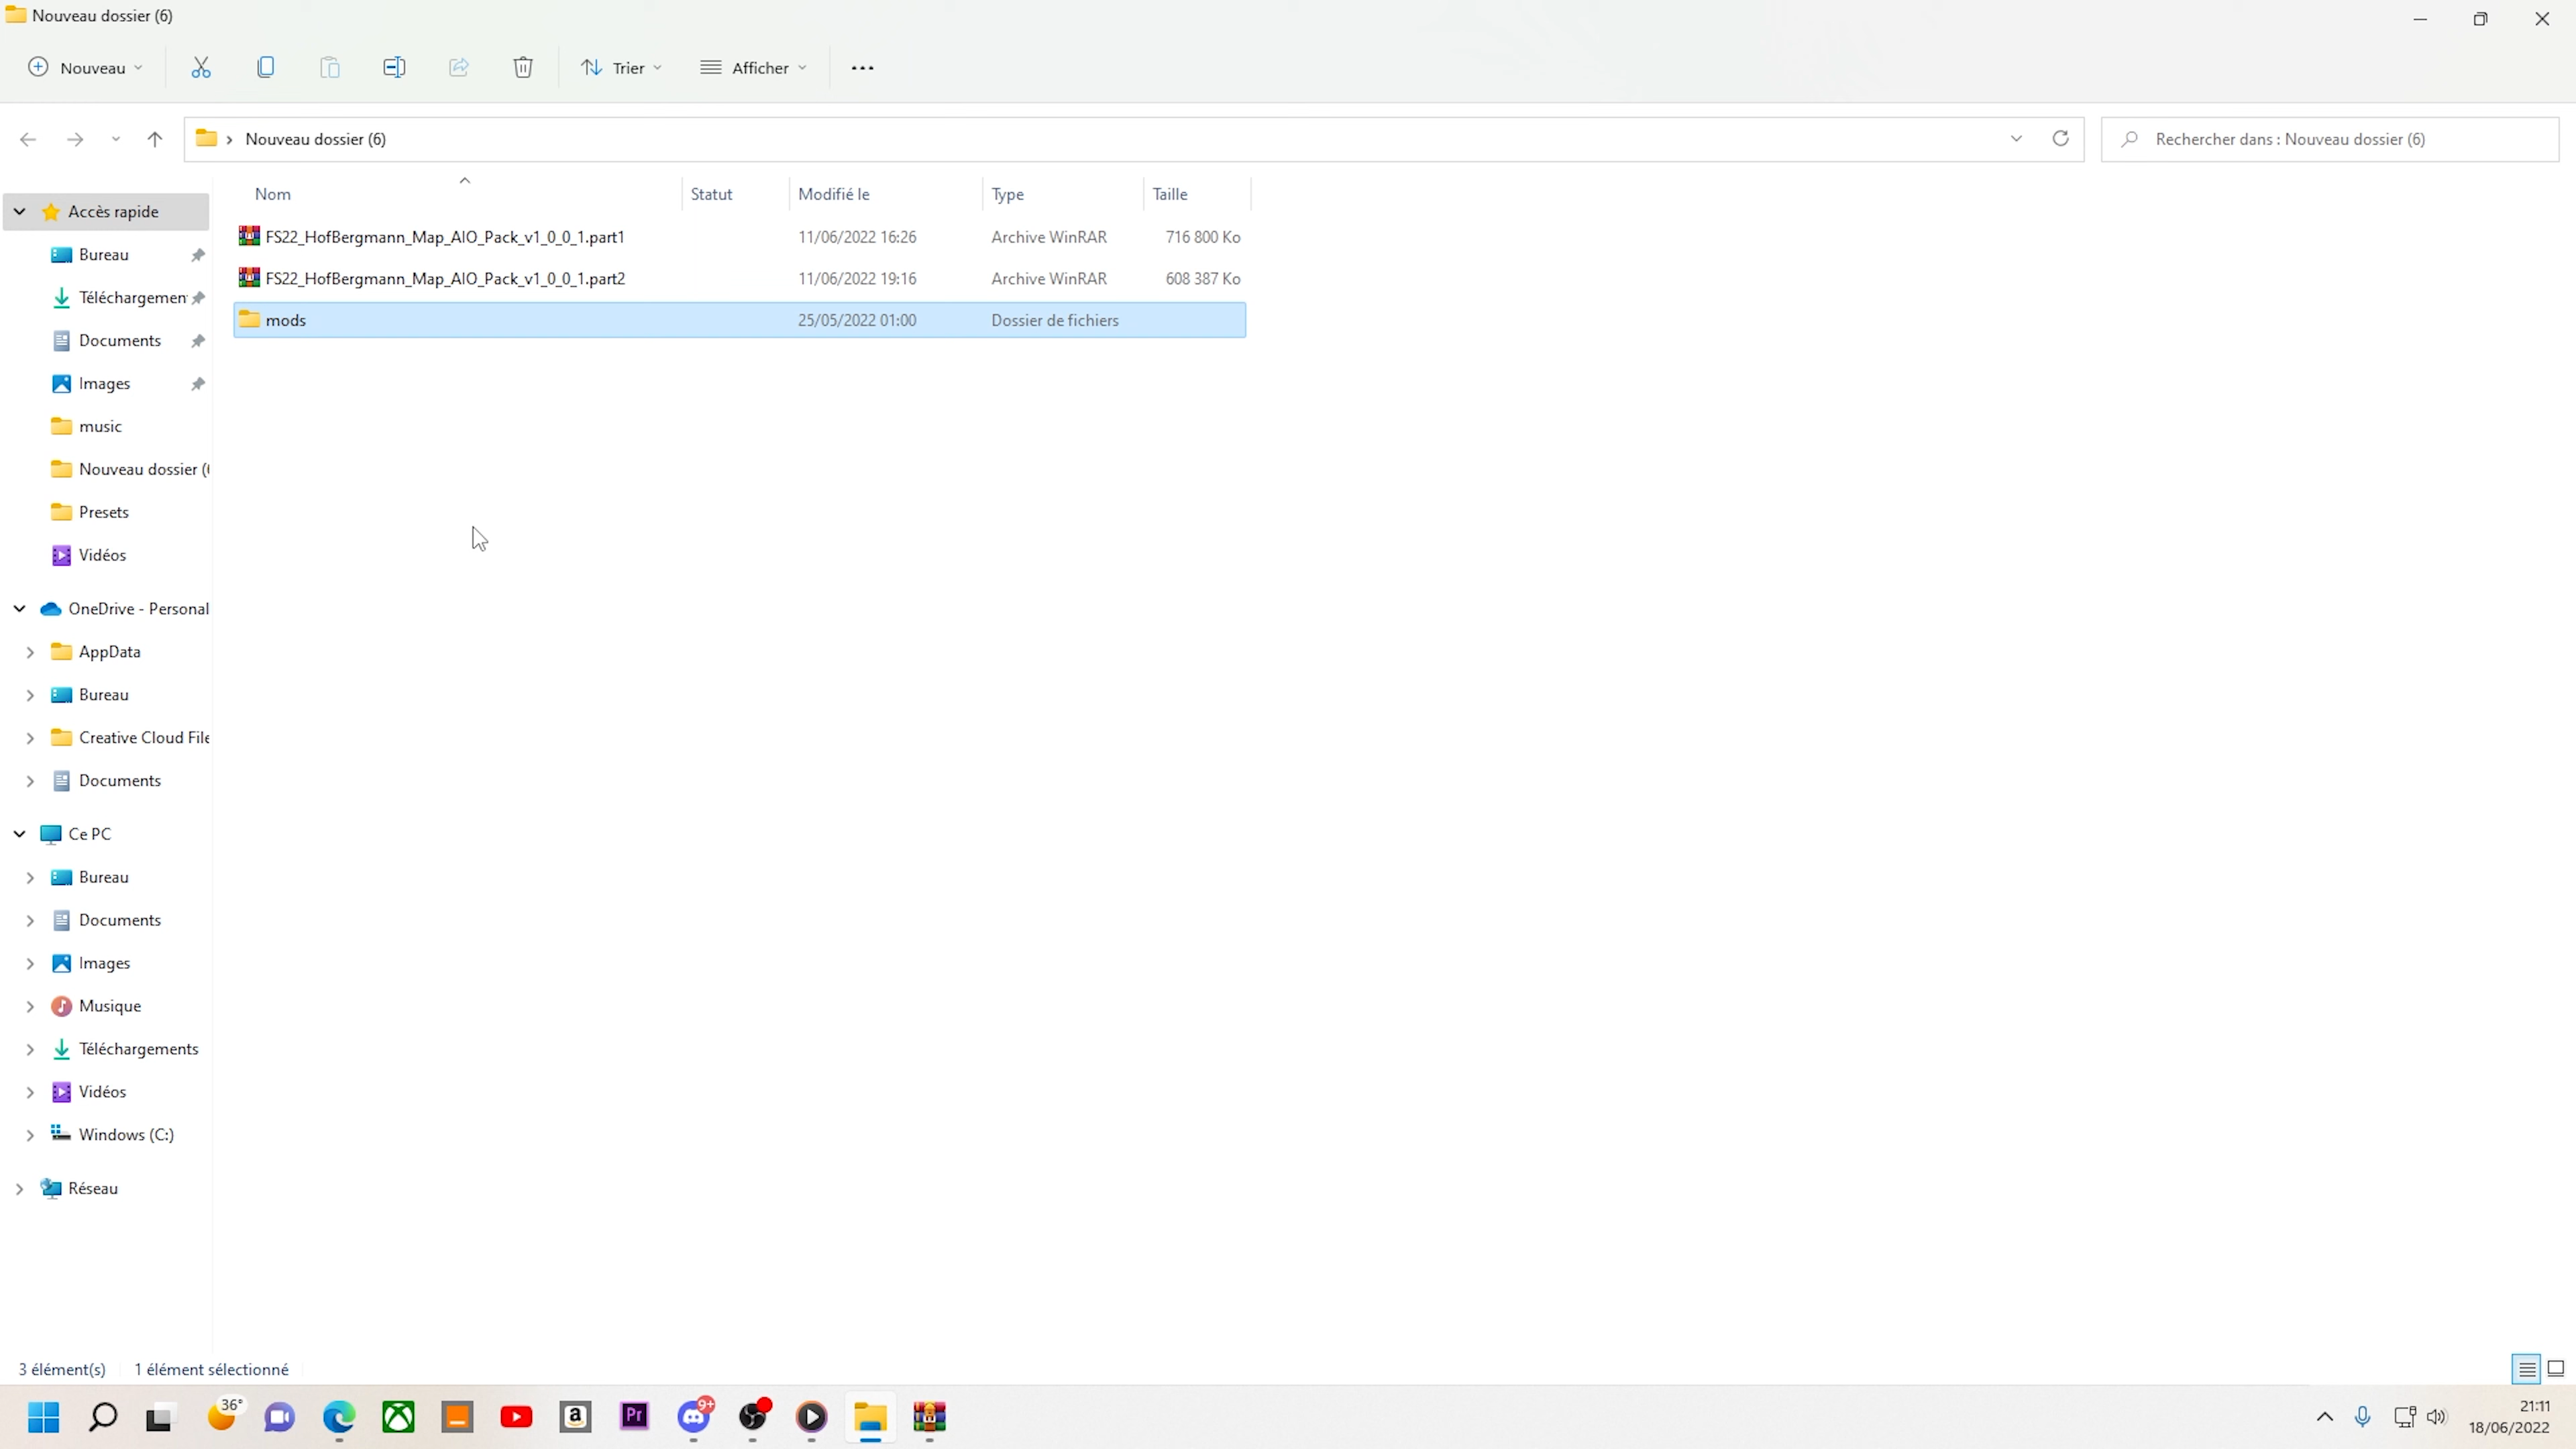 Nouveau dossier (6)
Nouveau
Trier
Afficher
Nouveau dossier (6)
Rechercher dans : Nouveau dossier (6)
Nom Statut Modifié le Type Taille
FS22_HofBergmann_Map_AIO_Pack_v1_0_0_1.part1 11/06/2022 16:26 Archive WinRAR 716 800 Ko
FS22_HofBergmann_Map_AIO_Pack_v1_0_0_1.part2 11/06/2022 19:16 Archive WinRAR 608 387 Ko
mods 25/05/2022 01:00 Dossier de fichiers
Accès rapide
Bureau
Téléchargemen
Documents
Images
music
Nouveau dossier (
Presets
Vidéos
OneDrive - Personal
AppData
Bureau
Creative Cloud File
Documents
Ce PC
Bureau
Documents
Images
Musique
Téléchargements
Vidéos
Windows (C:)
Réseau
3 élément(s) 1 élément sélectionné
36°
a
Pr
9+
21:11
18/06/2022